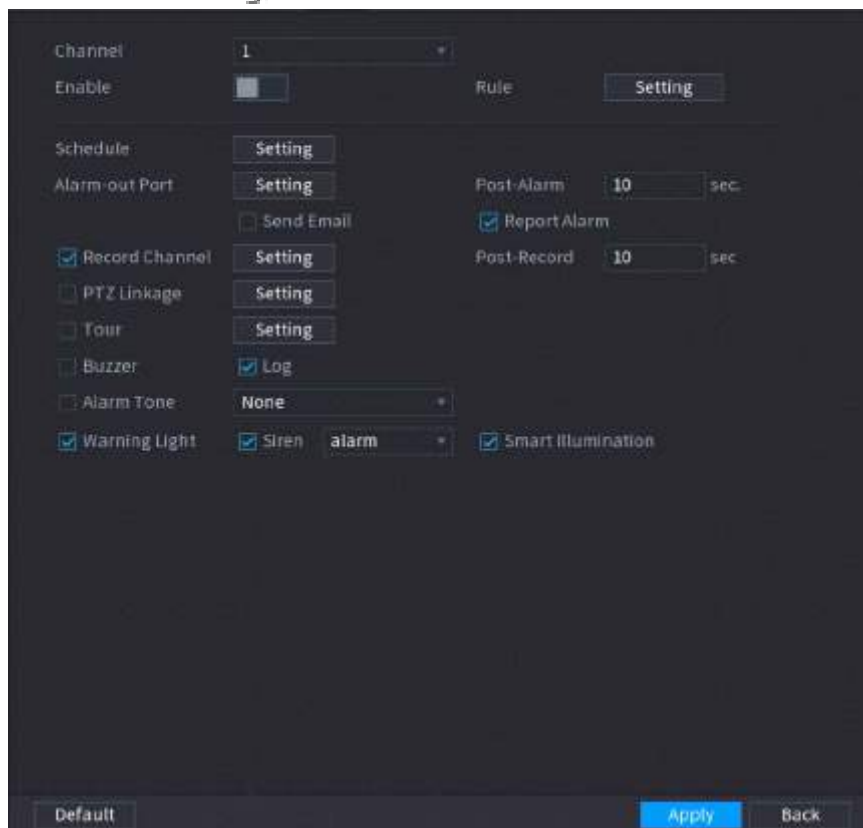 Channel 1
Enable Rule Setting
Schedule Setting
Alarm-out Port Setting Post-Alarm 10 sec.
Send Email Report Alarm
Record Channel Setting Post-Record 10 sec
PTZ Linkage Setting
Tour Setting
Buzzer Log
Alarm Tone None
Warning Light Siren alarm Smart Illumination
Default Apply Back